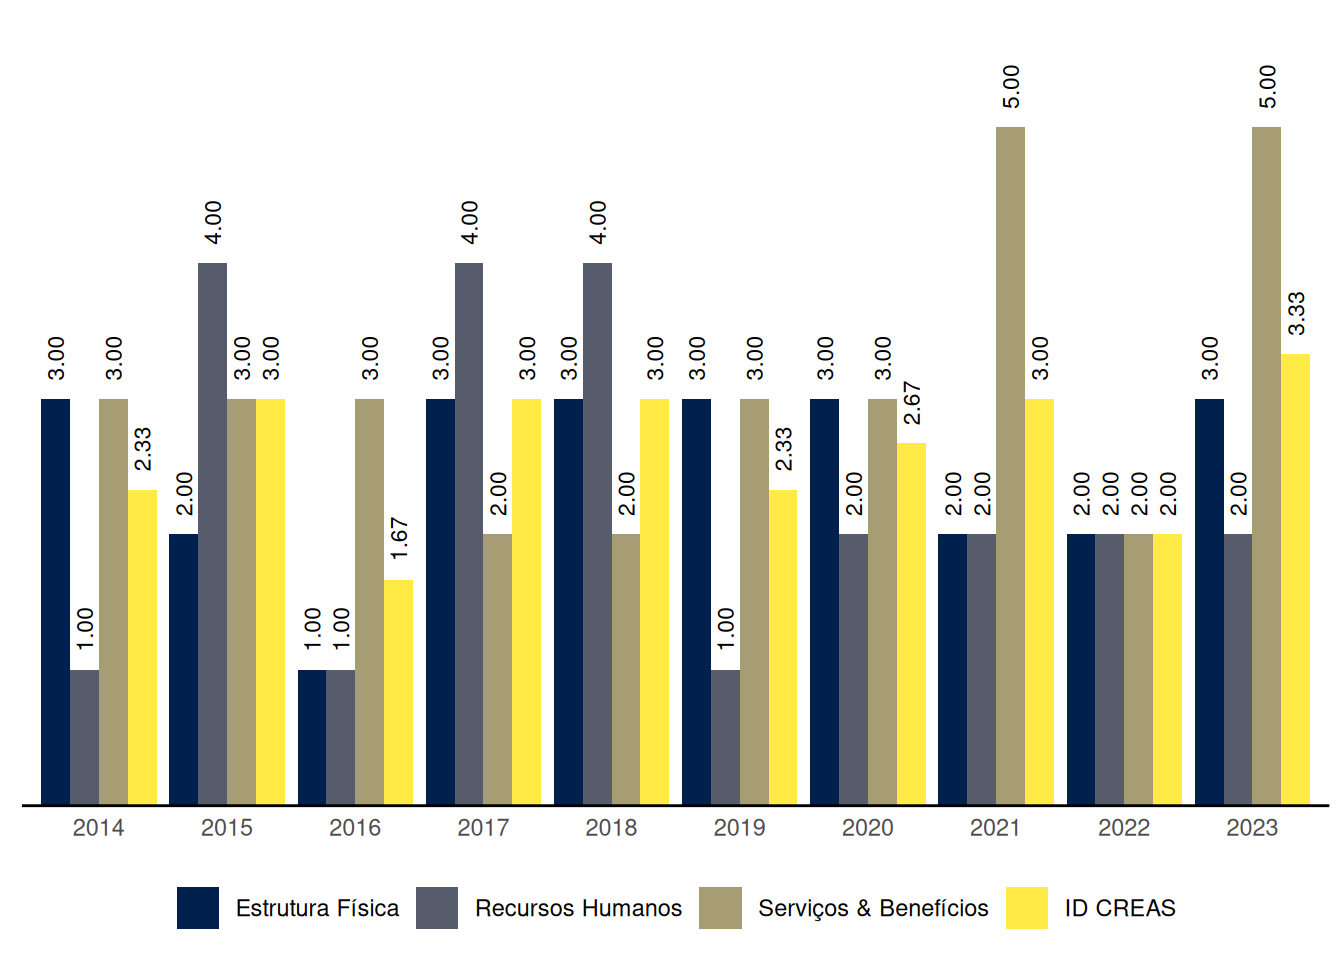 3.00 1.00 3.00 2.33 2.00 4.00 3.00 3.00 1.00 1.00 3.00 1.67 3.00 4.00 2.00 3.00 3.00 4.00 2.00 3.00 3.00 1.00 3.00 2.33 3.00 2.00 3.00 2.67 2.00 2.00 5.00 3.00 2.00 2.00 2.00 2.00 3.00 2.00 5.00 3.33
2014 2015 2016 2017 2018 2019 2020 2021 2022 2023
Estrutura Física Recursos Humanos Serviços & Benefícios ID CREAS